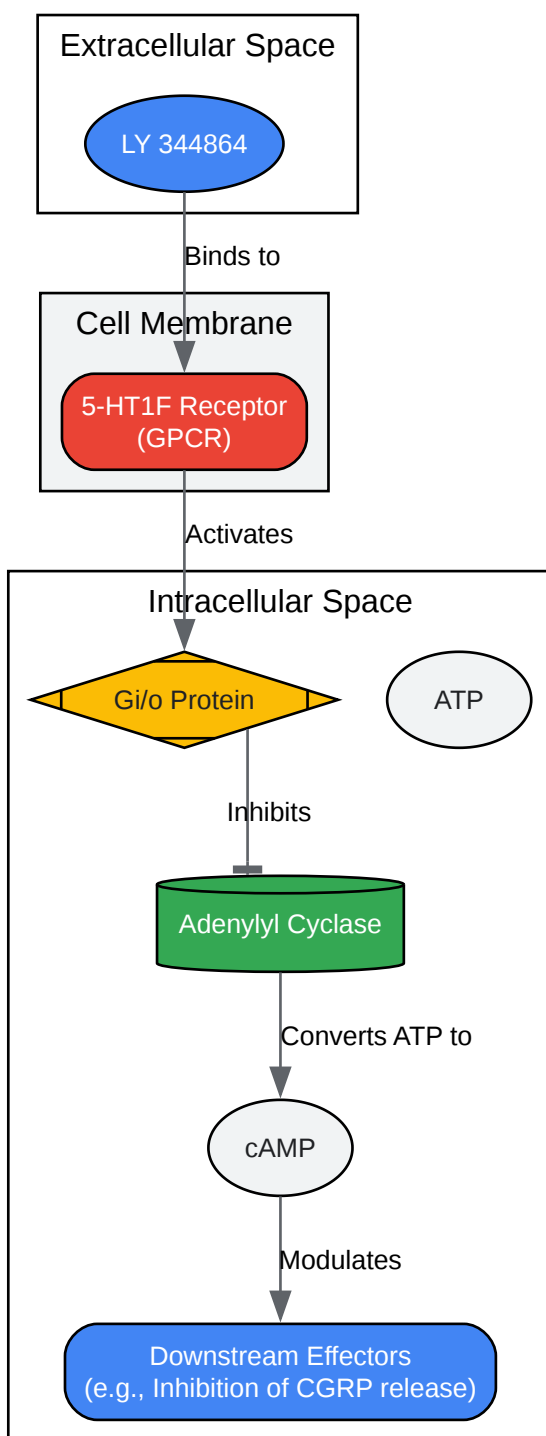 Extracellular Space
LY 344864
Binds to
Cell Membrane
5-HT1F Receptor
(GPCR)
Activates
Intracellular Space
Gi/o Protein
ATP
Inhibits
Adenylyl Cyclase
Converts ATP to
cAMP
Modulates
Downstream Effectors
(e.g., Inhibition of CGRP release)